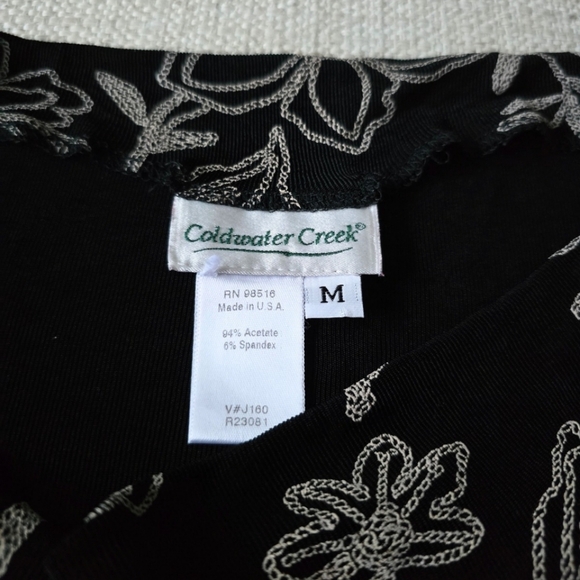 Coldwater Creek®
M
RN 98516
Made in U.S.A.
94% Acetate
6% Spandex
V#J160
R23081